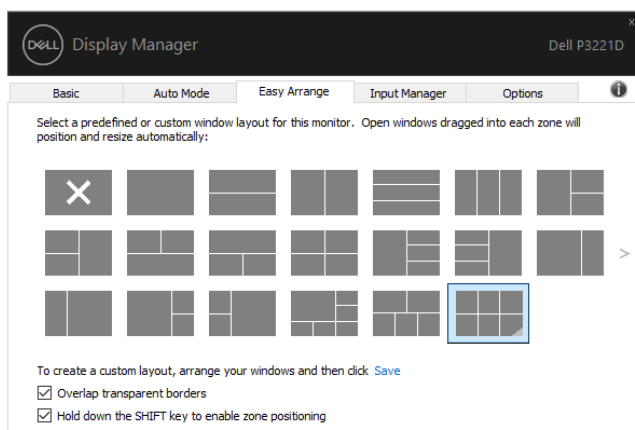 DELL Display Manager
Dell P3221D
Basic Auto Mode Easy Arrange Input Manager Options
Select a predefined or custom window layout for this monitor. Open windows dragged into each zone will
position and resize automatically:
To create a custom layout, arrange your windows and then click Save
Overlap transparent borders
Hold down the SHIFT key to enable zone positioning